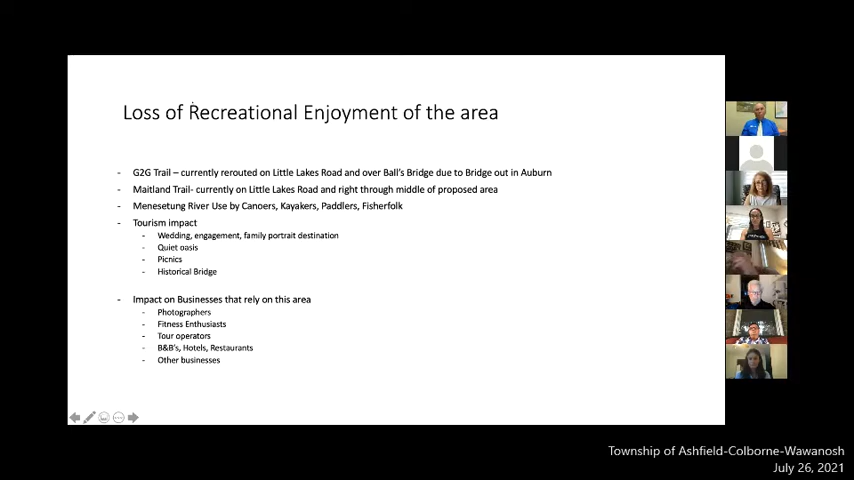 Loss of Recreational Enjoyment of the area
- G2G Trail – currently rerouted on Little Lakes Road and over Ball's Bridge due to Bridge out in Auburn
- Maitland Trail- currently on Little Lakes Road and right through middle of proposed area
- Menesetung River Use by Canoers, Kayakers, Paddlers, Fisherfolk
- Tourism impact
- Wedding, engagement, family portrait destination
- Quiet oasis
- Picnics
- Historical Bridge
- Impact on Businesses that rely on this area
- Photographers
- Fitness Enthusiasts
- Tour operators
- B&B's, Hotels, Restaurants
- Other businesses
Township of Ashfield-Colborne-Wawanosh
July 26, 2021